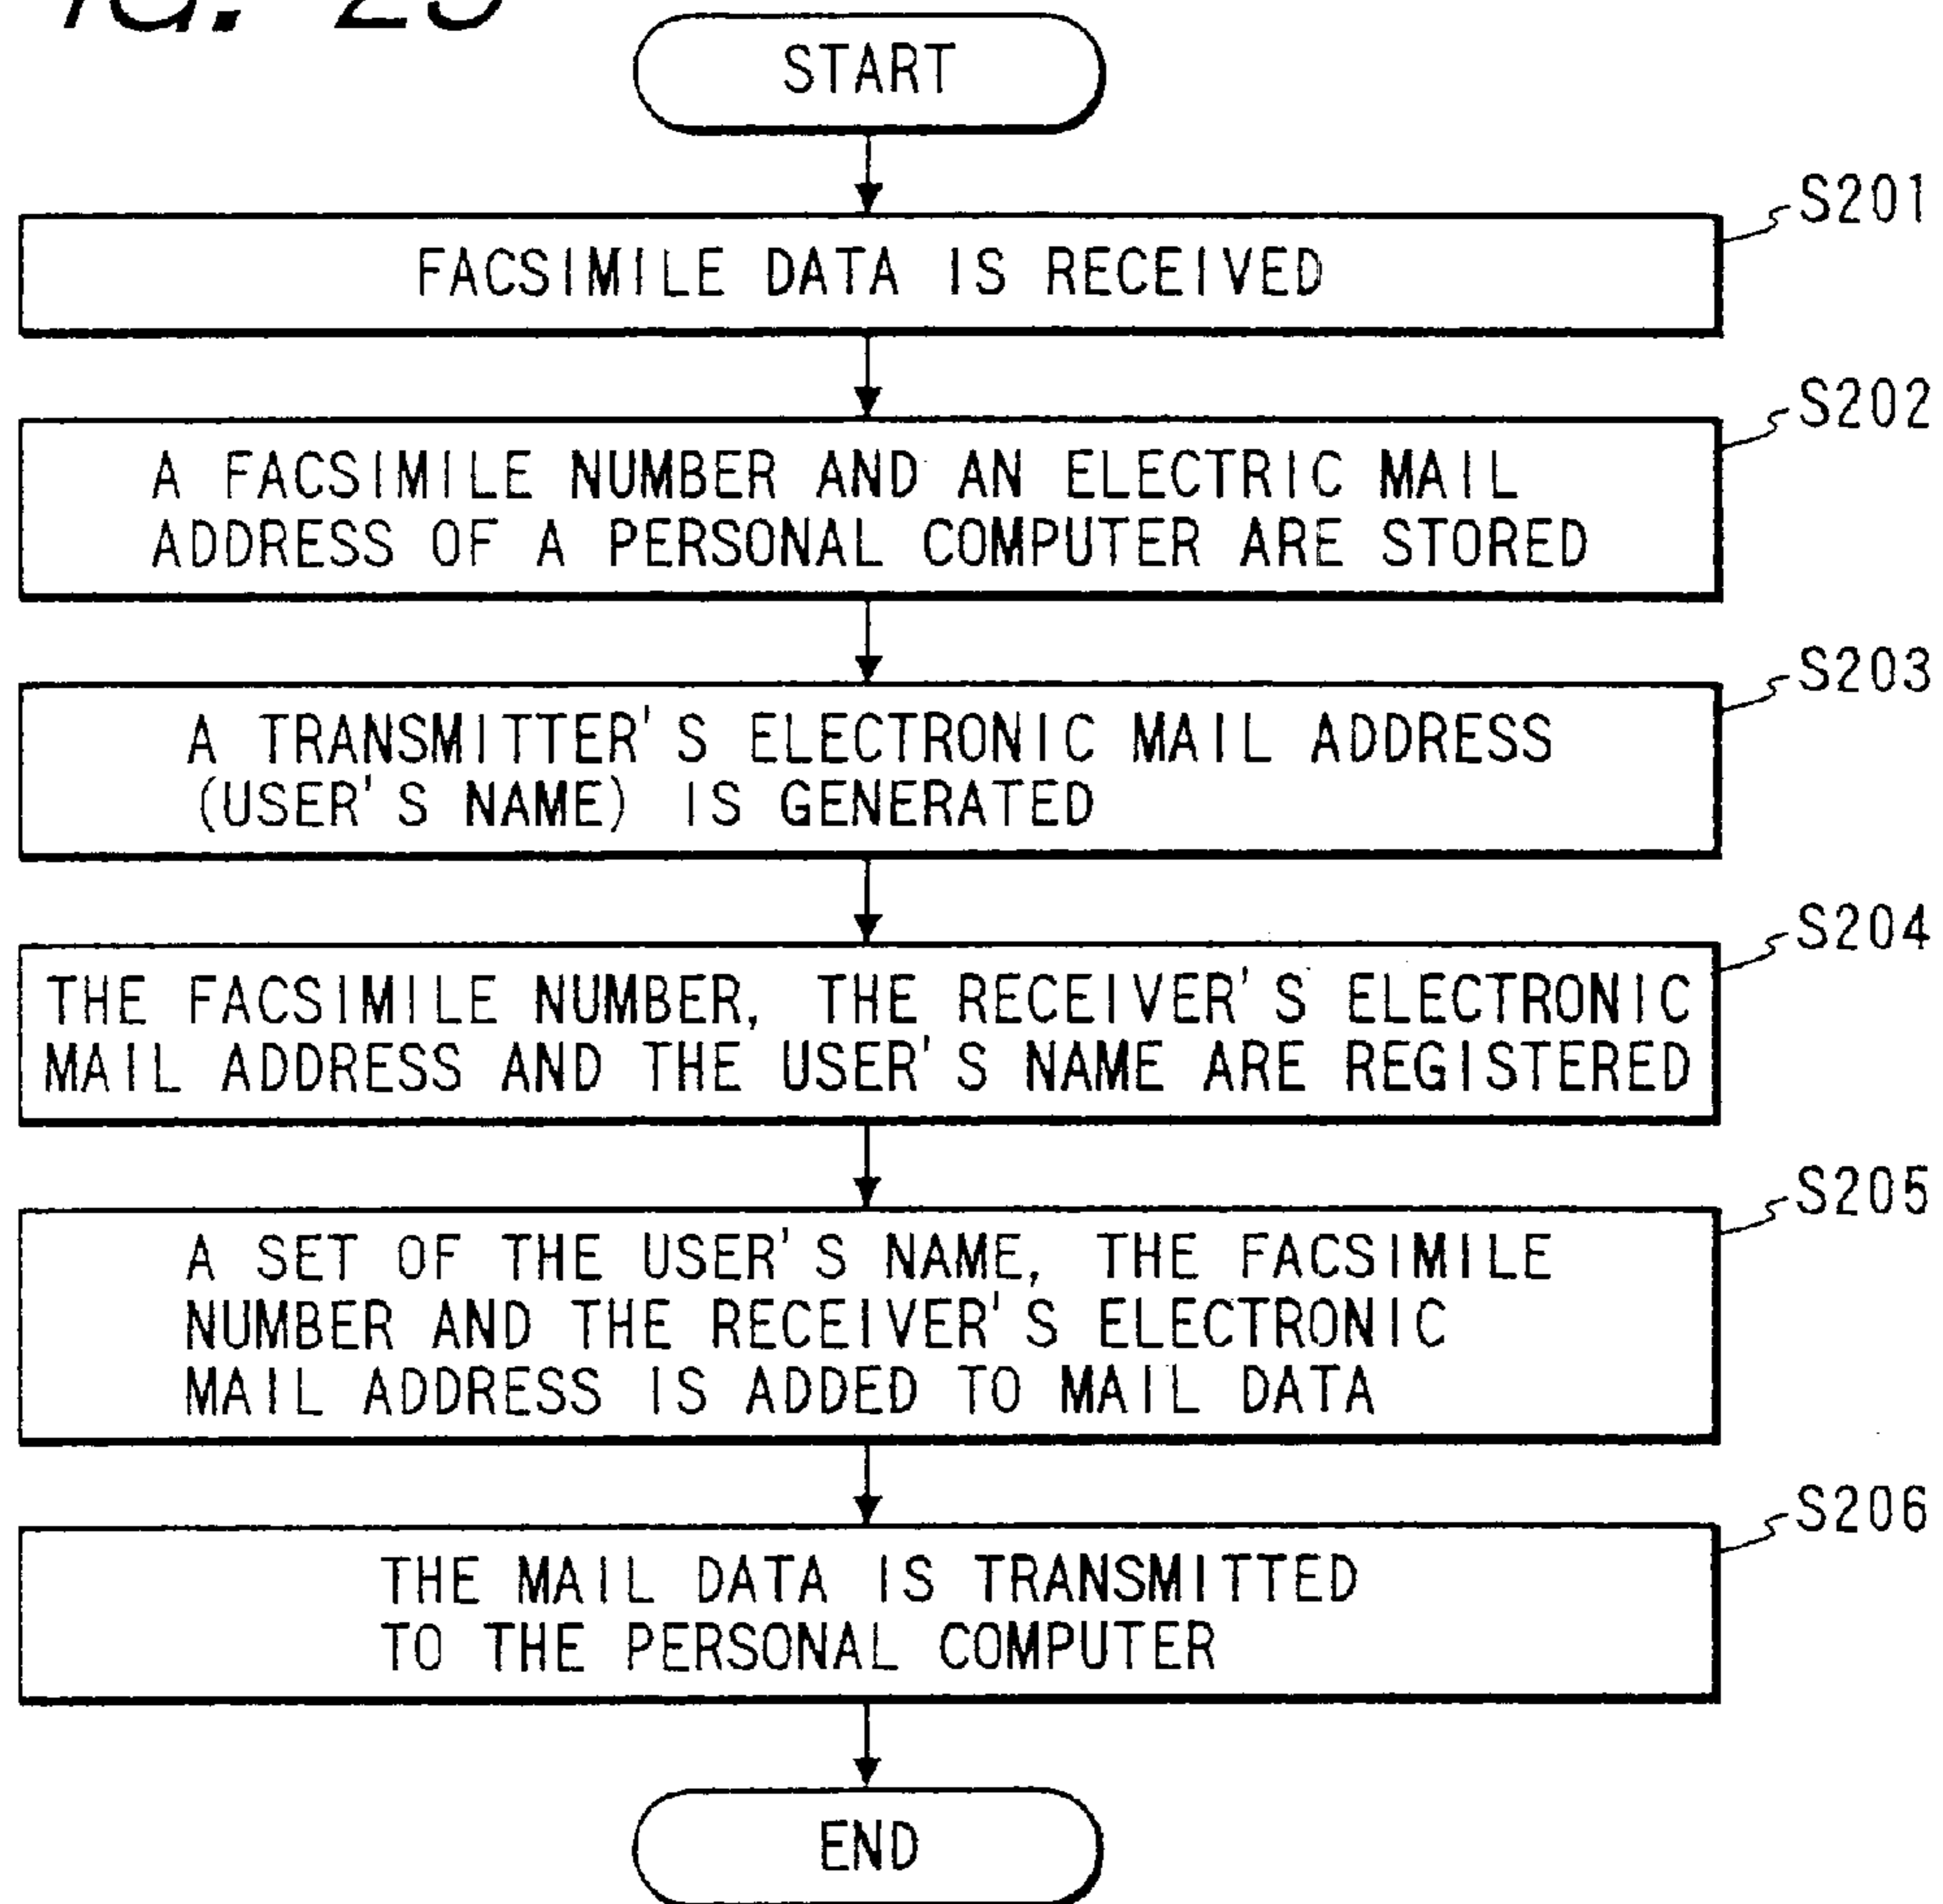 START
S201
FACSIMILE DATA IS RECEIVED
S202
A FACSIMILE NUMBER AND AN ELECTRIC MAIL
ADDRESS OF A PERSONAL COMPUTER ARE STORED
S203
A TRANSMITTER'S ELECTRONIC MAIL ADDRESS
(USER'S NAME) IS GENERATED
S204
THE FACSIMILE NUMBER, THE RECEIVER'S ELECTRONIC
MAIL ADDRESS AND THE USER'S NAME ARE REGISTERED
S205
A SET OF THE USER'S NAME, THE FACSIMILE
NUMBER AND THE RECEIVER'S ELECTRONIC
MAIL ADDRESS IS ADDED TO MAIL DATA
S206
THE MAIL DATA IS TRANSMITTED
TO THE PERSONAL COMPUTER
END